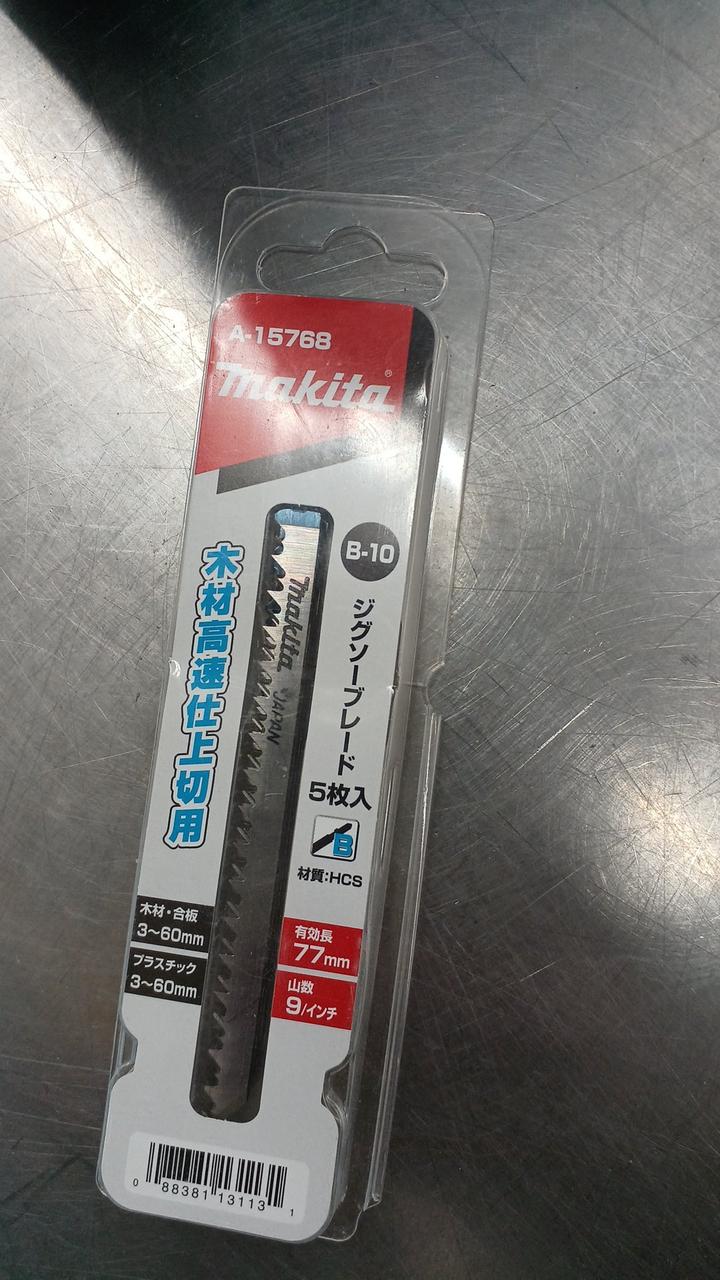 A-15768
makita®
B-10
木材高速仕上切用
makita®
JAPAN
ジグソーブレード
5枚入
B
材質:HCS
木材・合板
3〜60mm
プラスチック
3〜60mm
有効長
77mm
山数
9/インチ
0 88381 13113 1